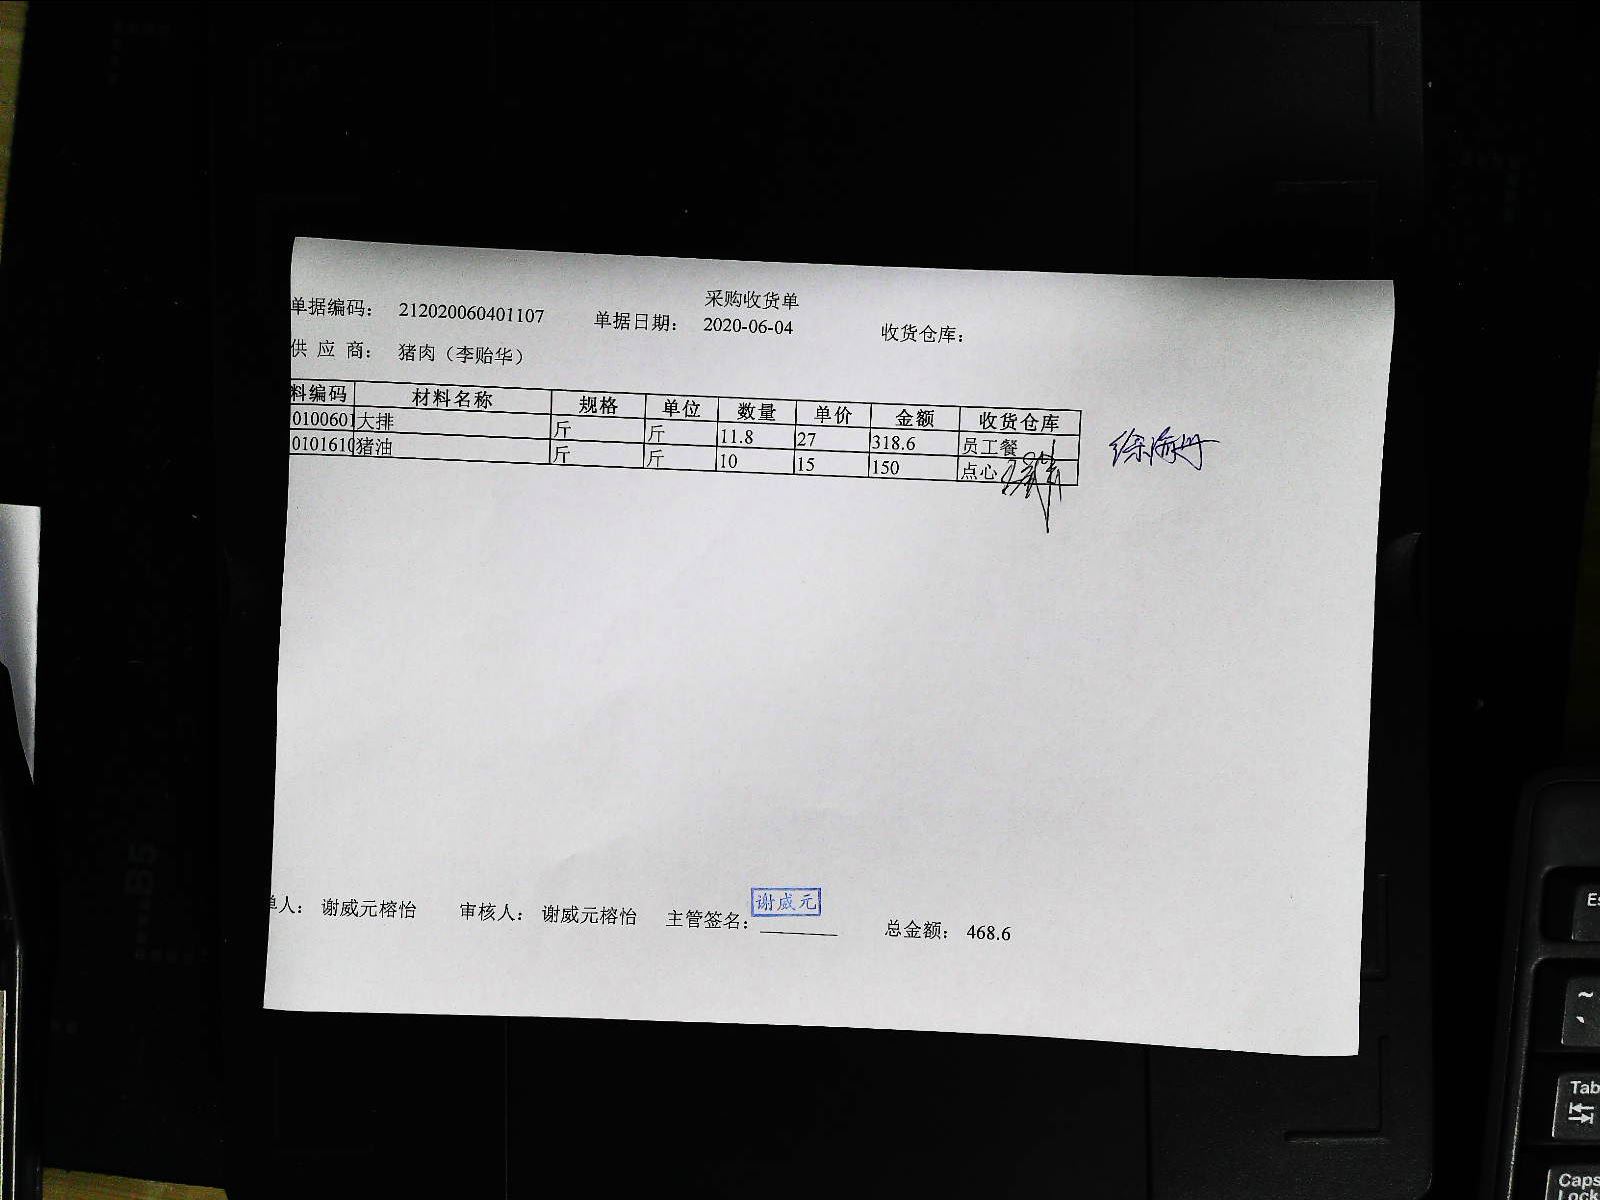 采购收货单
单据编码： 212020060401107 单据日期： 2020-06-04 收货仓库：
供 应 商： 猪肉（李贻华）
料编码 材料名称 规格 单位 数量 单价 金额 收货仓库
0100601 大排 斤 斤 11.8 27 318.6 员工餐
0101610 猪油 斤 斤 10 15 150 点心
单人： 谢威元榕怡 审核人： 谢威元榕怡 主管签名： 谢威元 总金额： 468.6
B5
Es
~
Tab
Caps
Lock